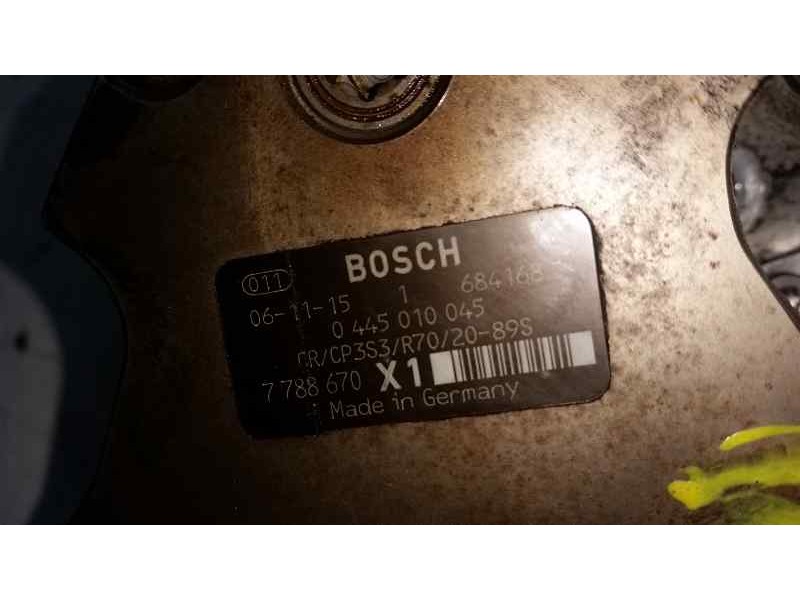 BOSCH
011
06-11-15 1 684168
0 445 010 045
CR/CP3S3/R70/20-89S
7 788 670 X1
Made in Germany